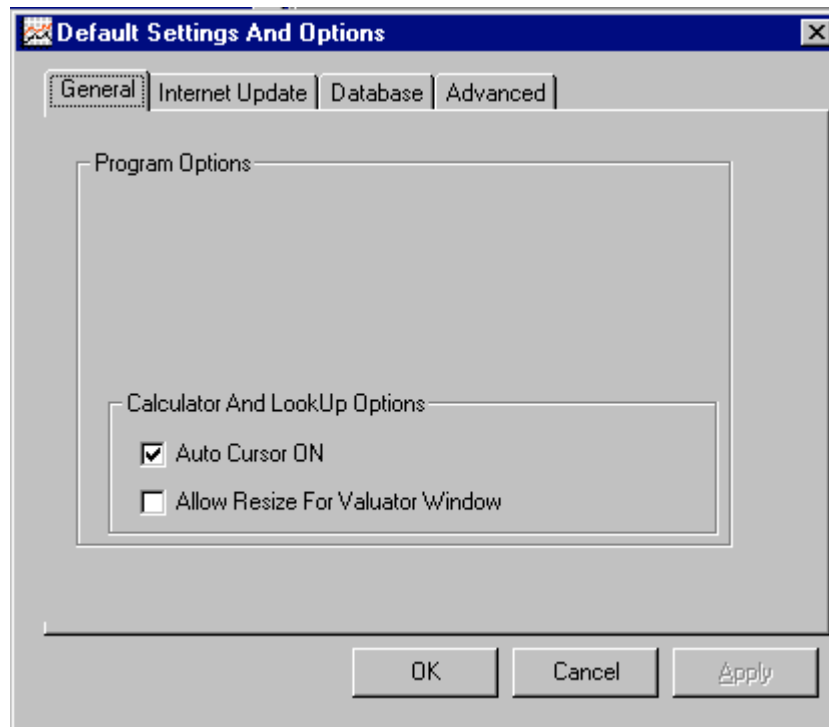 Default Settings And Options
General Internet Update Database Advanced
Program Options
Calculator And LookUp Options
Auto Cursor ON
Allow Resize For Valuator Window
OK Cancel Apply